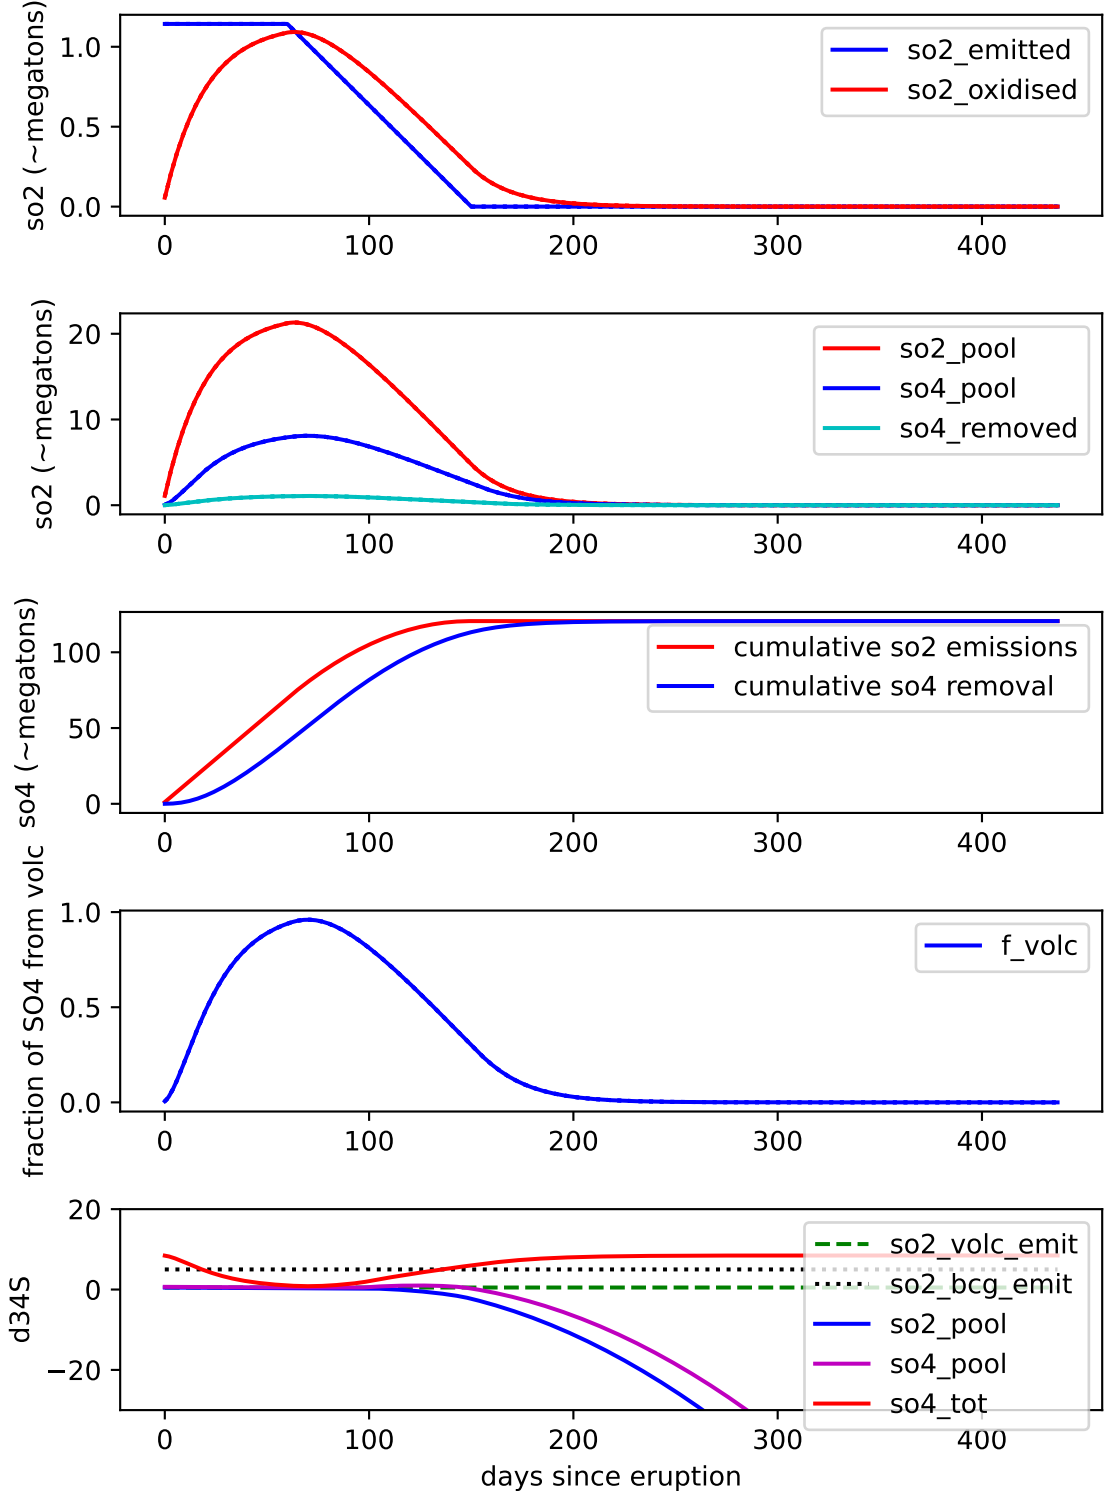 so2 (~megatons)
1.0
0.5
0.0
so2_emitted
so2_oxidised
0 100 200 300 400
so2 (~megatons)
20
10
0
so2_pool
so4_pool
so4_removed
0 100 200 300 400
so4 (~megatons)
100
50
0
cumulative so2 emissions
cumulative so4 removal
0 100 200 300 400
fraction of SO4 from volc
1.0
0.5
0.0
f_volc
0 100 200 300 400
d34S
20
0
−20
so2_volc_emit
so2_bcg_emit
so2_pool
so4_pool
so4_tot
0 100 200 300 400
days since eruption